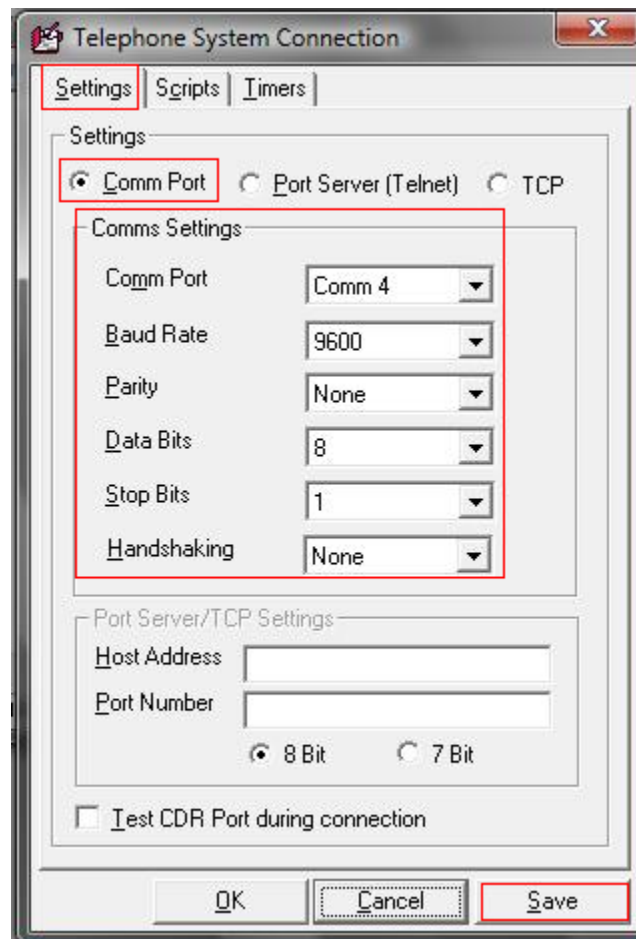 Telephone System Connection
Settings Scripts Timers
Settings
Comm Port Port Server (Telnet) TCP
Comms Settings
Comm Port Comm 4
Baud Rate 9600
Parity None
Data Bits 8
Stop Bits 1
Handshaking None
Port Server/TCP Settings
Host Address
Port Number
8 Bit 7 Bit
Test CDR Port during connection
OK Cancel Save